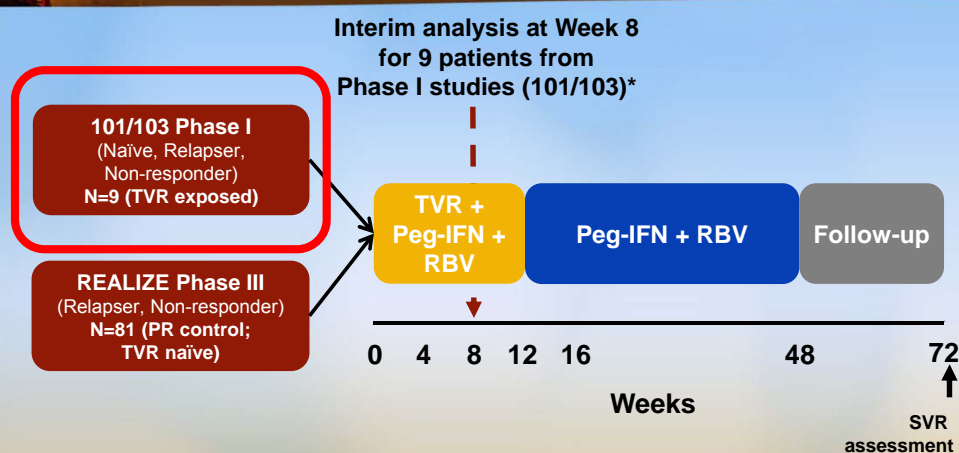 Interim analysis at Week 8
for 9 patients from
Phase I studies (101/103)*
101/103 Phase I
(Naïve, Relapser,
Non-responder)
N=9 (TVR exposed)
REALIZE Phase III
(Relapser, Non-responder)
N=81 (PR control;
TVR naïve)
TVR +
Peg-IFN +
RBV
Peg-IFN + RBV
Follow-up
0 4 8 12 16 48 72
Weeks
SVR
assessment